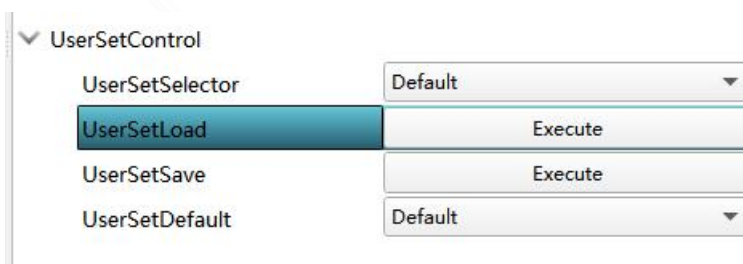 UserSetControl
UserSetSelector Default
UserSetLoad Execute
UserSetSave Execute
UserSetDefault Default